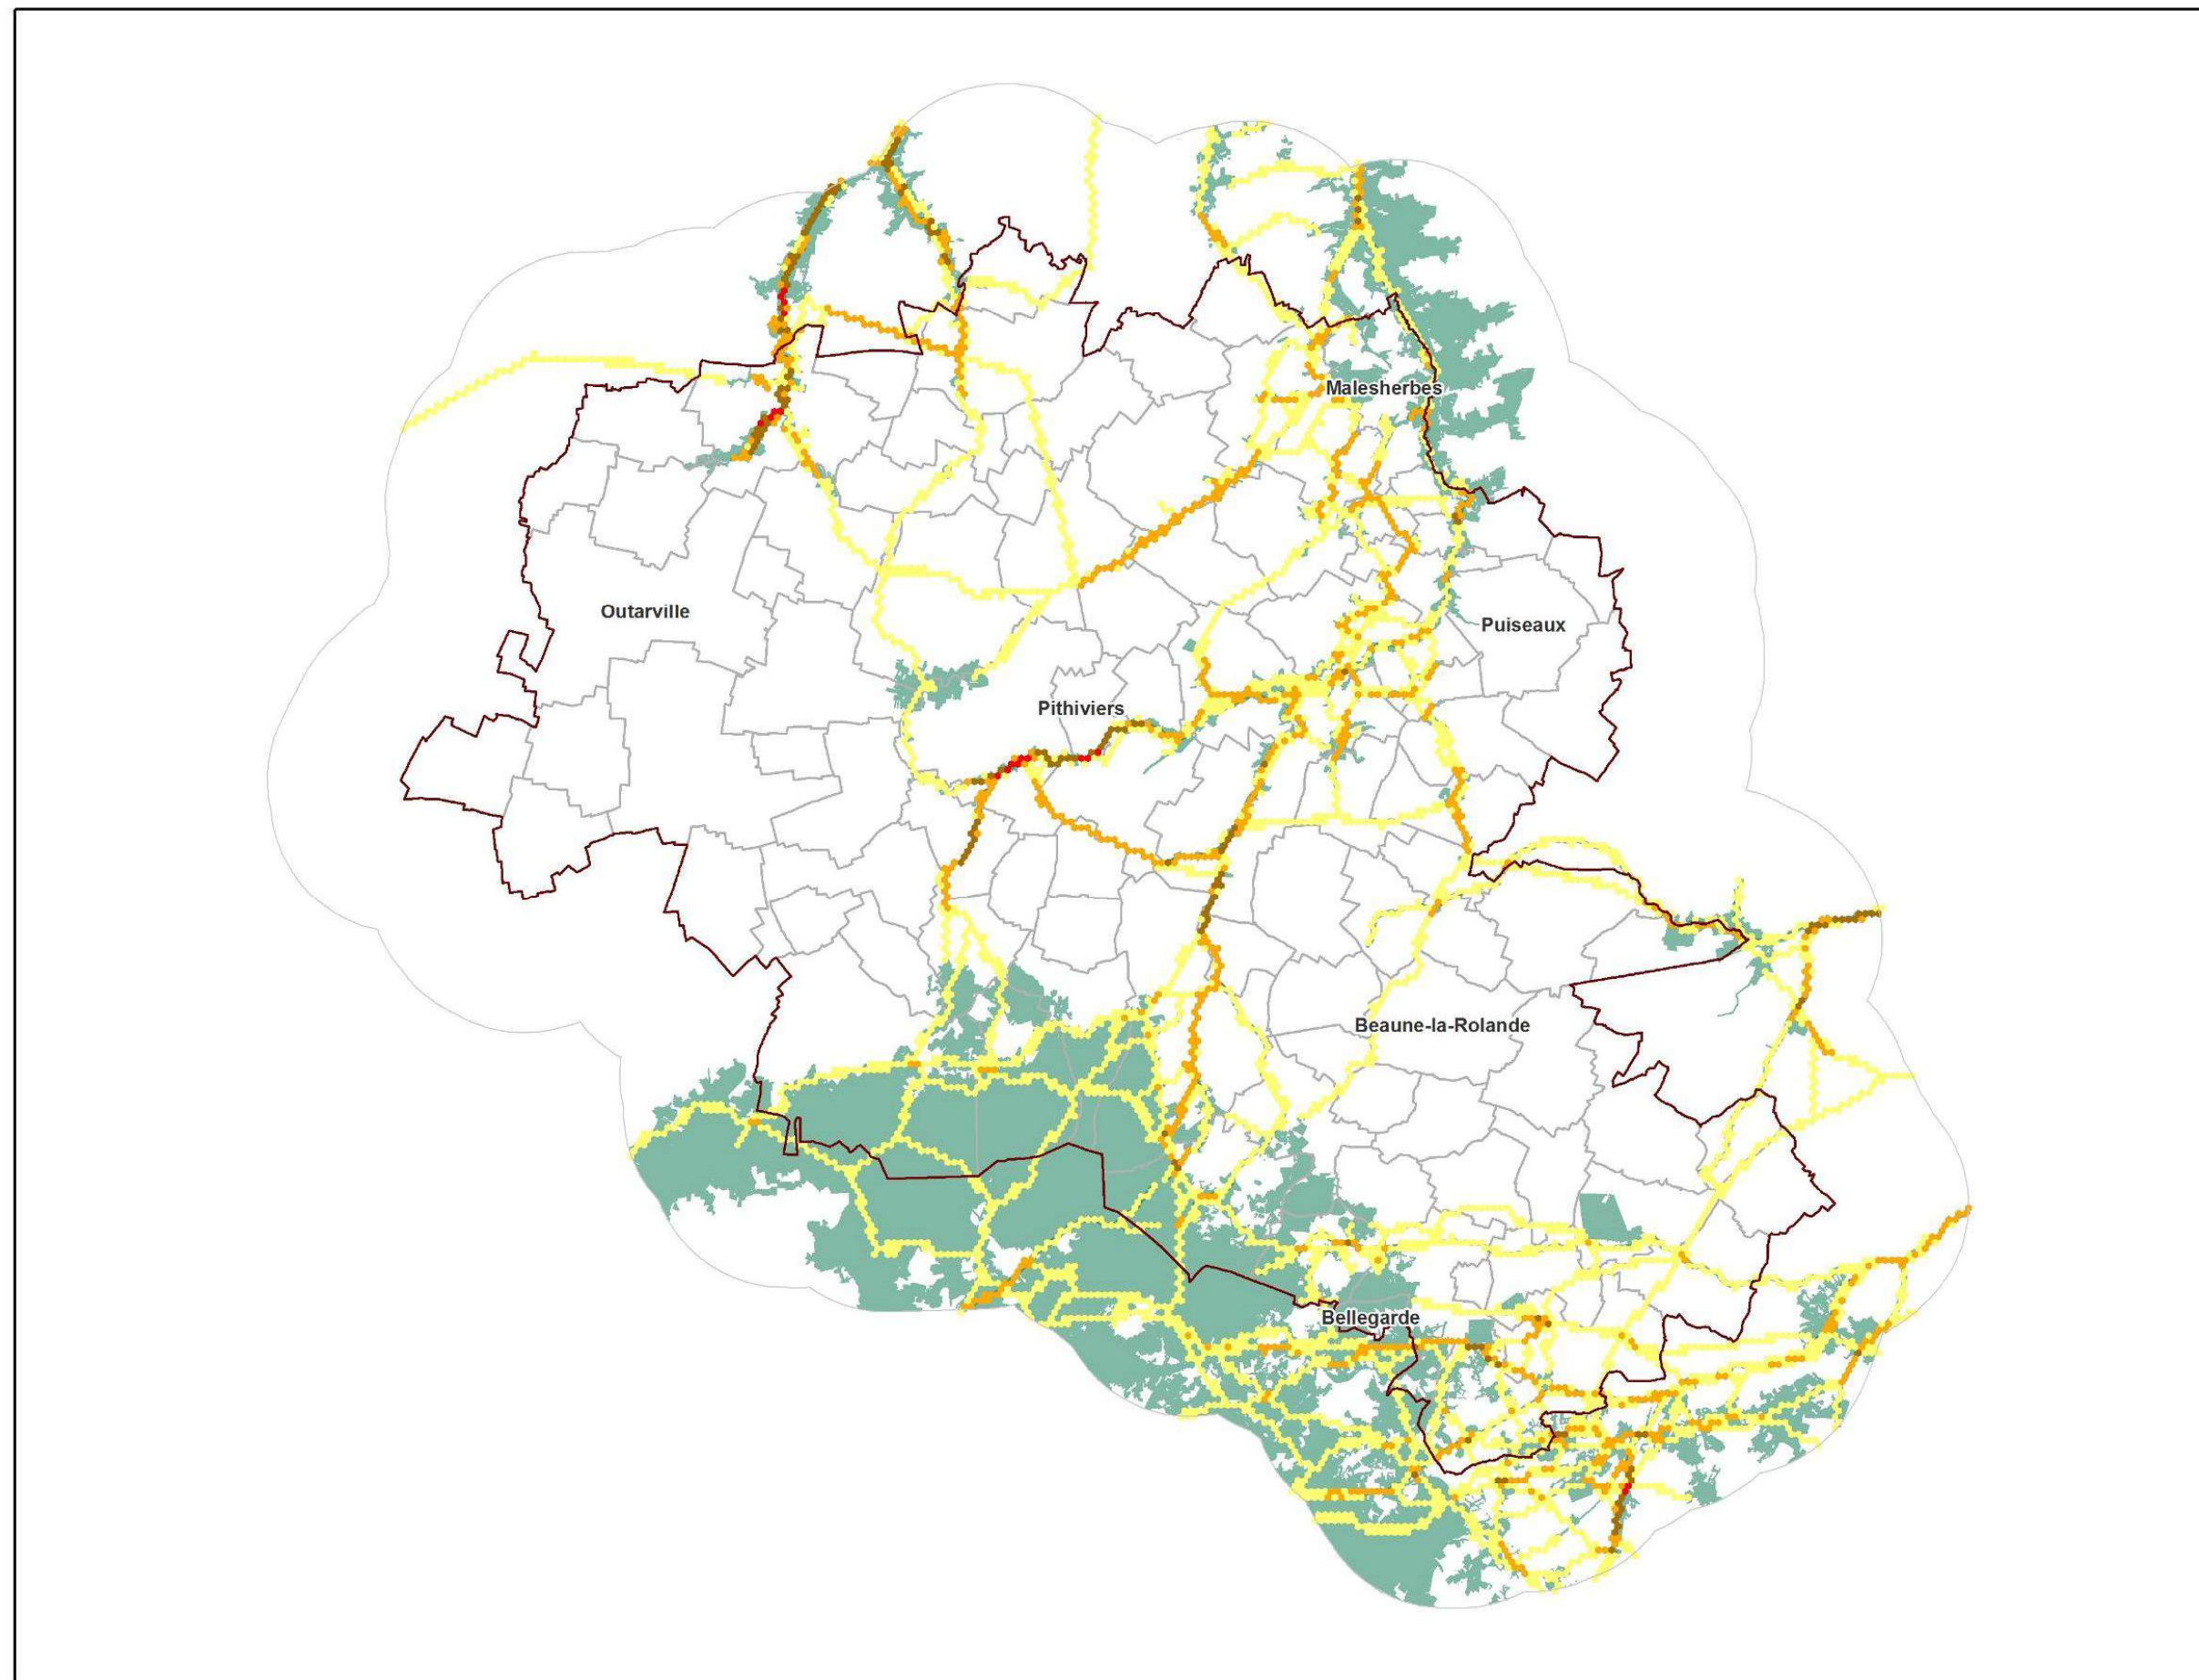 Malesherbes
Outarville
Puiseaux
Pithiviers
Beaune-la-Rolande
Bellegarde